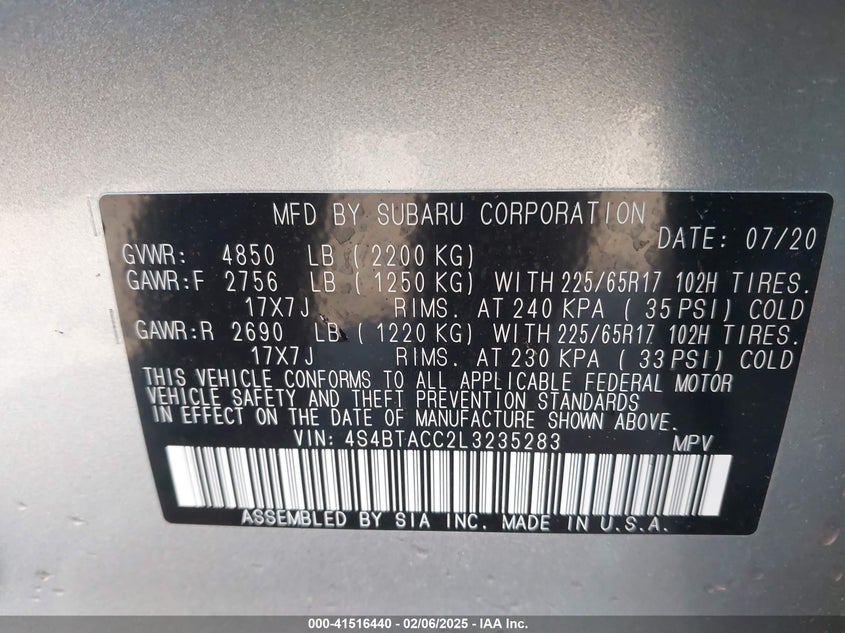 MFD BY SUBARU CORPORATION
DATE: 07/20
GVWR: 4850 LB ( 2200 KG)
GAWR:F 2756 LB ( 1250 KG) WITH 225/65R17 102H TIRES.
17X7J RIMS. AT 240 KPA ( 35 PSI) COLD
GAWR:R 2690 LB ( 1220 KG) WITH 225/65R17 102H TIRES.
17X7J RIMS. AT 230 KPA ( 33 PSI) COLD
THIS VEHICLE CONFORMS TO ALL APPLICABLE FEDERAL MOTOR
VEHICLE SAFETY AND THEFT PREVENTION STANDARDS
IN EFFECT ON THE DATE OF MANUFACTURE SHOWN ABOVE.
VIN: 4S4BTACC2L3235283 MPV
ASSEMBLED BY SIA INC. MADE IN U.S.A.
000-41516440 - 02/06/2025 - IAA Inc.